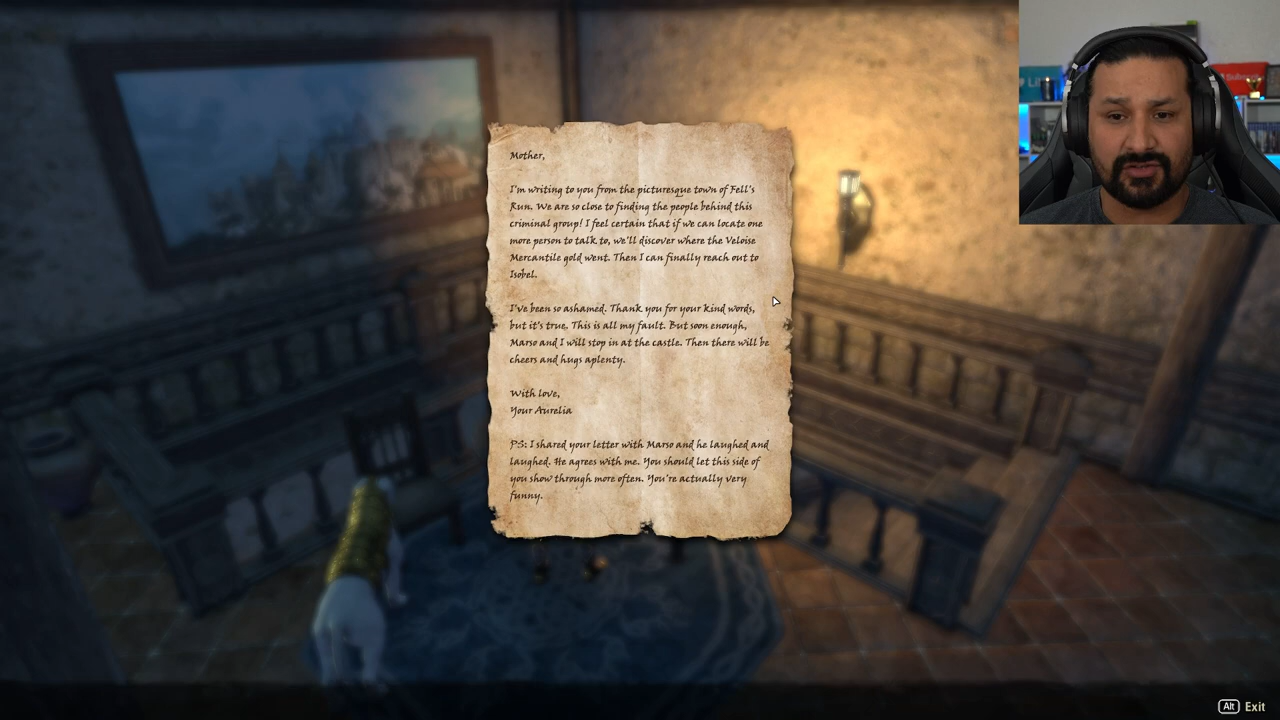 Mother,
I'm writing to you from the picturesque town of Fell's
Run. We are so close to finding the people behind this
criminal group! I feel certain that if we can locate one
more person to talk to, we'll discover where the Veloise
Mercantile gold went. Then I can finally reach out to
Isobel.
I've been so ashamed. Thank you for your kind words,
but it's true. This is all my fault. But soon enough,
Marso and I will stop in at the castle. Then there will be
cheers and hugs aplenty.
With love,
Your Aurelia
PS: I shared your letter with Marso and he laughed and
laughed. He agrees with me. You should let this side of
you show through more often. You're actually very
funny.
Alt Exit